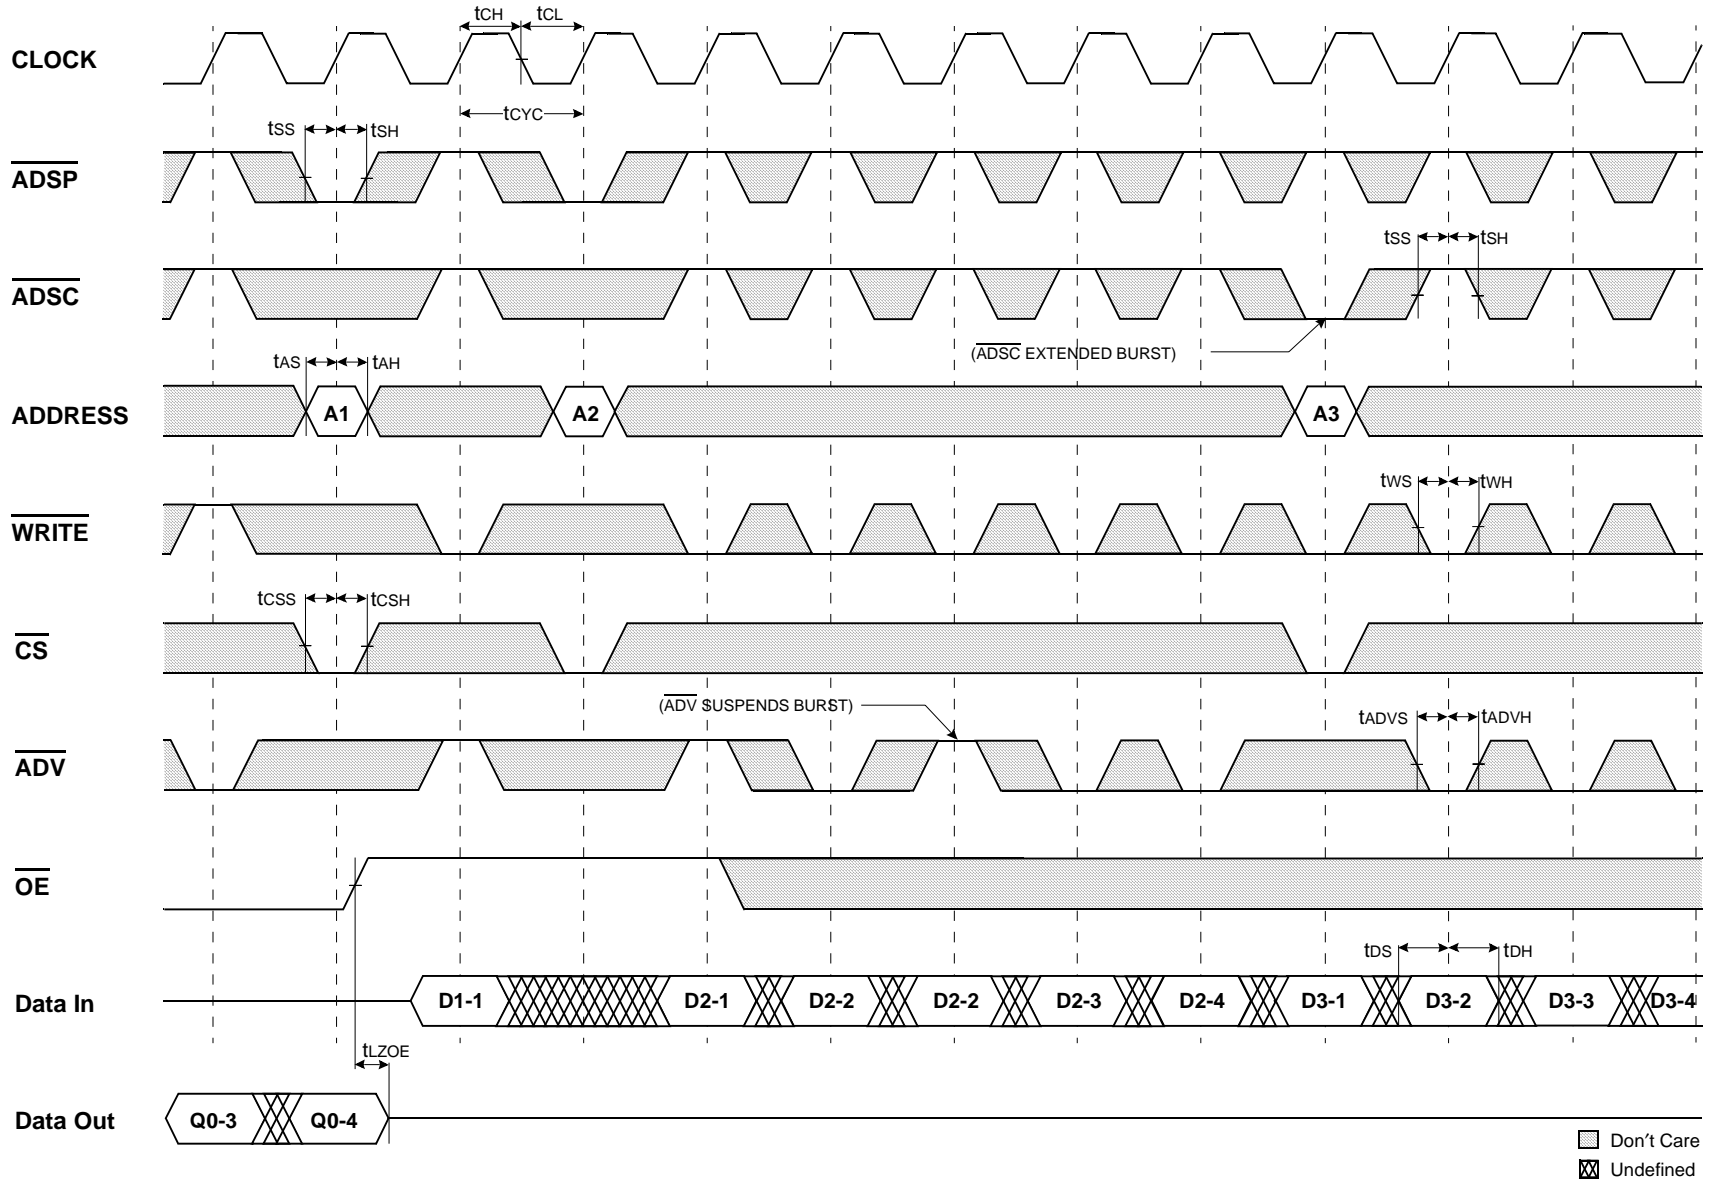 tCH tCL
CLOCK
tCYC
tSS tSH
ADSP
tSS tSH
ADSC
(ADSC EXTENDED BURST)
tAS tAH
ADDRESS A1 A2 A3
tWS tWH
WRITE
tCSS tCSH
CS
(ADV SUSPENDS BURST)
tADVS tADVH
ADV
OE
tDS tDH
Data In D1-1 D2-1 D2-2 D2-2 D2-3 D2-4 D3-1 D3-2 D3-3 D3-4
tLZOE
Data Out Q0-3 Q0-4
Don′t Care
Undefined